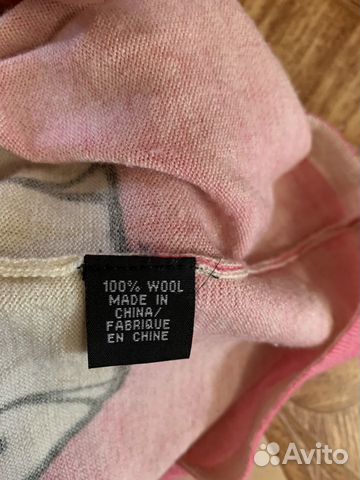 100% WOOL
MADE IN
CHINA/
FABRIQUE
EN CHINE
Avito